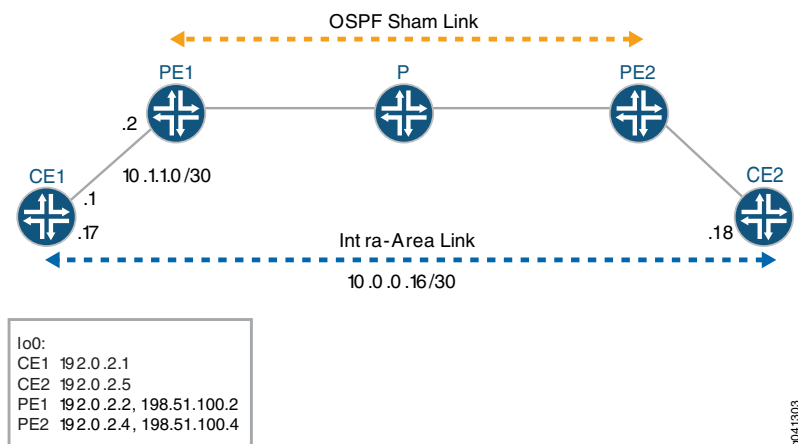 OSPF Sham Link
PE1
P
PE2
.2
10.1.1.0/30
CE1
.1
.17
CE2
.18
Intra-Area Link
10.0.0.16/30
lo0:
CE1 192.0.2.1
CE2 192.0.2.5
PE1 192.0.2.2, 198.51.100.2
PE2 192.0.2.4, 198.51.100.4